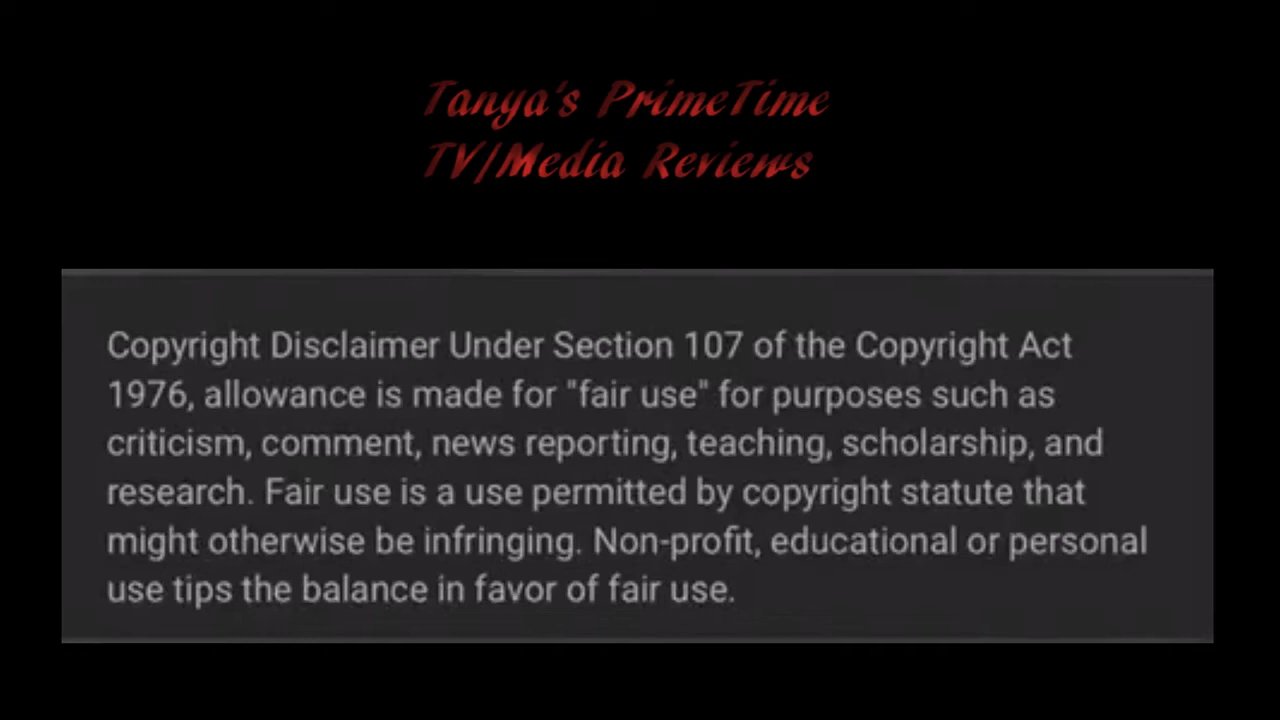 Tanya's PrimeTime
TV/Media Reviews
Copyright Disclaimer Under Section 107 of the Copyright Act
1976, allowance is made for "fair use" for purposes such as
criticism, comment, news reporting, teaching, scholarship, and
research. Fair use is a use permitted by copyright statute that
might otherwise be infringing. Non-profit, educational or personal
use tips the balance in favor of fair use.